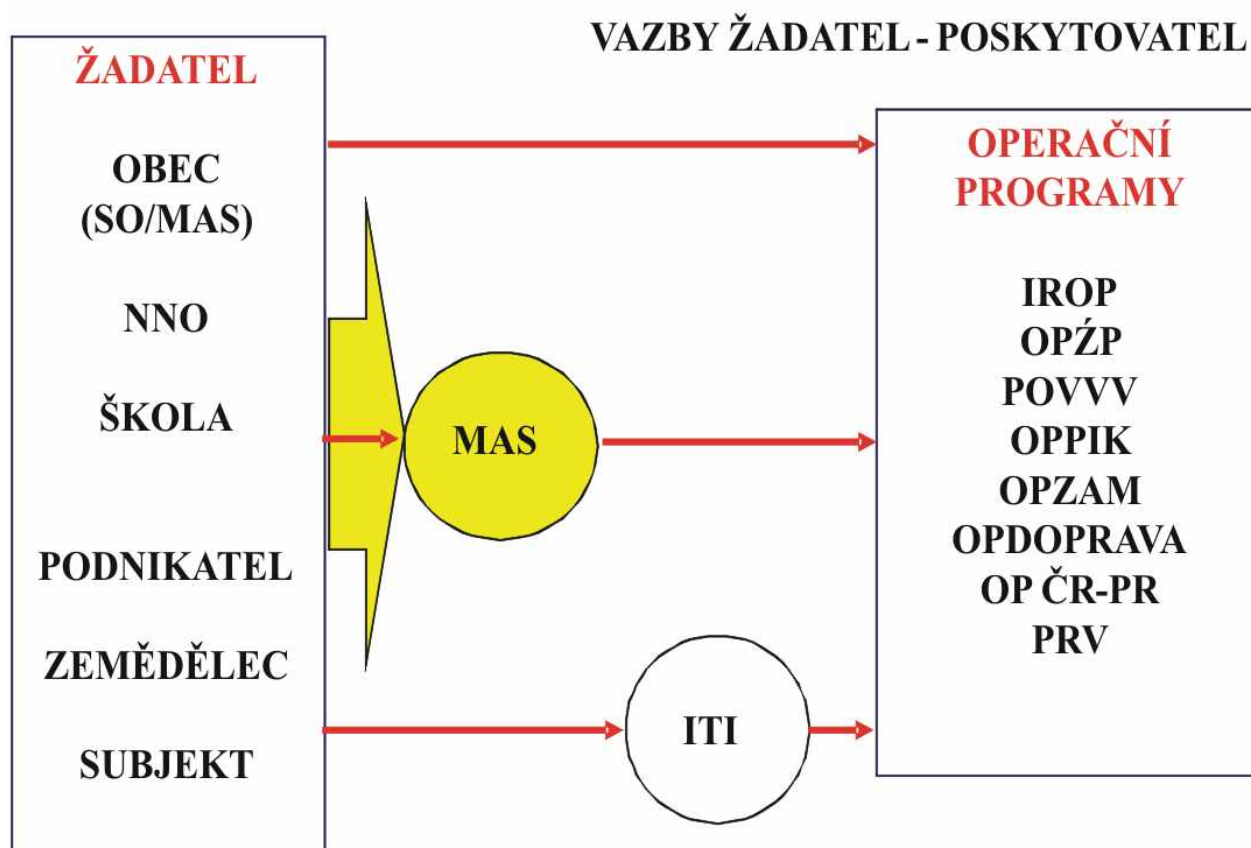 VAZBY ŽADATEL - POSKYTOVATEL
ŽADATEL
OBEC
(SO/MAS)
NNO
ŠKOLA
PODNIKATEL
ZEMĚDĚLEC
SUBJEKT
MAS
ITI
OPERAČNÍ
PROGRAMY
IROP
OPŹP
POVVV
OPPIK
OPZAM
OPDOPRAVA
OP ČR-PR
PRV